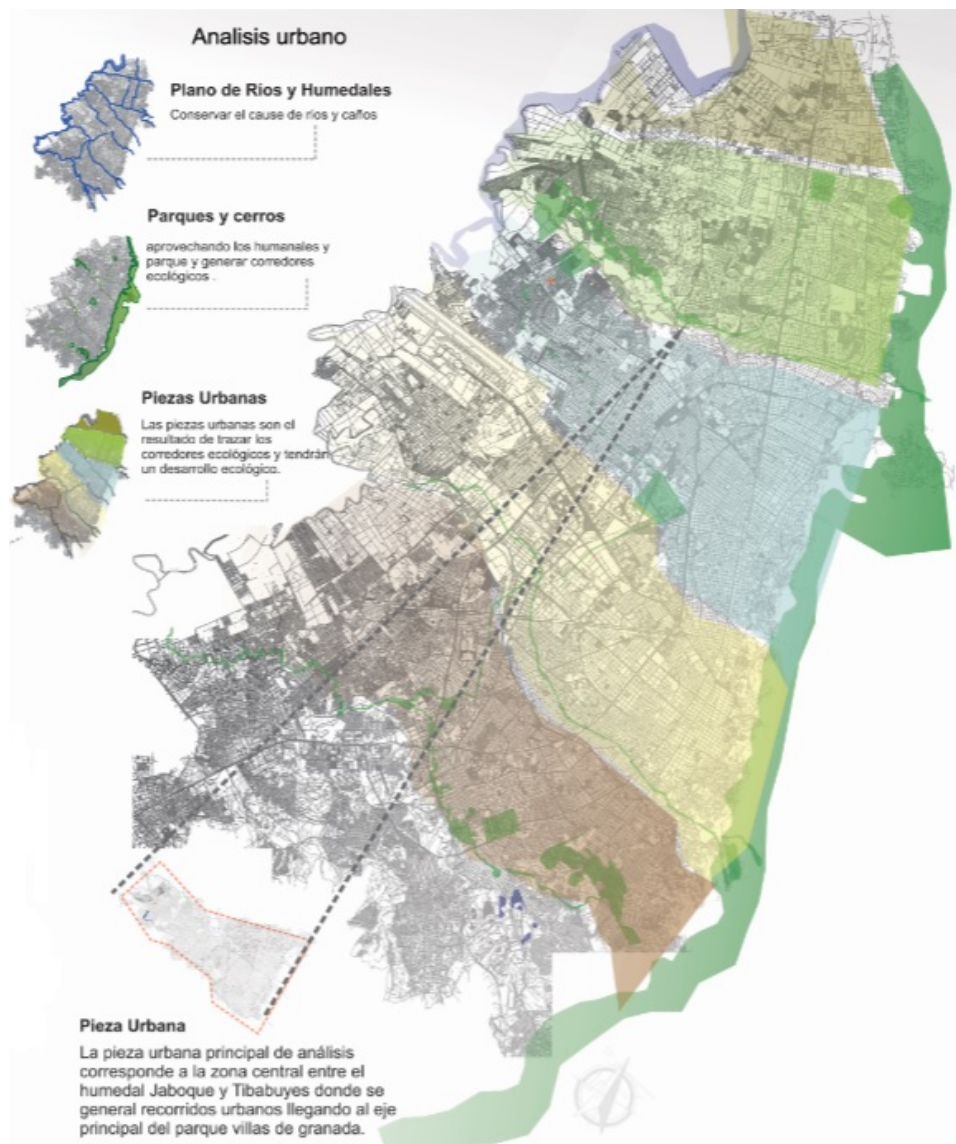 Analisis urbano
Plano de Ríos y Humedales
Conservar el cause de ríos y caños
Parques y cerros
aprovechando los humanales y
parque y generar corredores
ecológicos .
Piezas Urbanas
Las piezas urbanas son el
resultado de trazar los
corredores ecológicos y tendrán
un desarrollo ecológico.
Pieza Urbana
La pieza urbana principal de análisis
corresponde a la zona central entre el
humedal Jaboque y Tibabuyes donde se
general recorridos urbanos llegando al eje
principal del parque villas de granada.